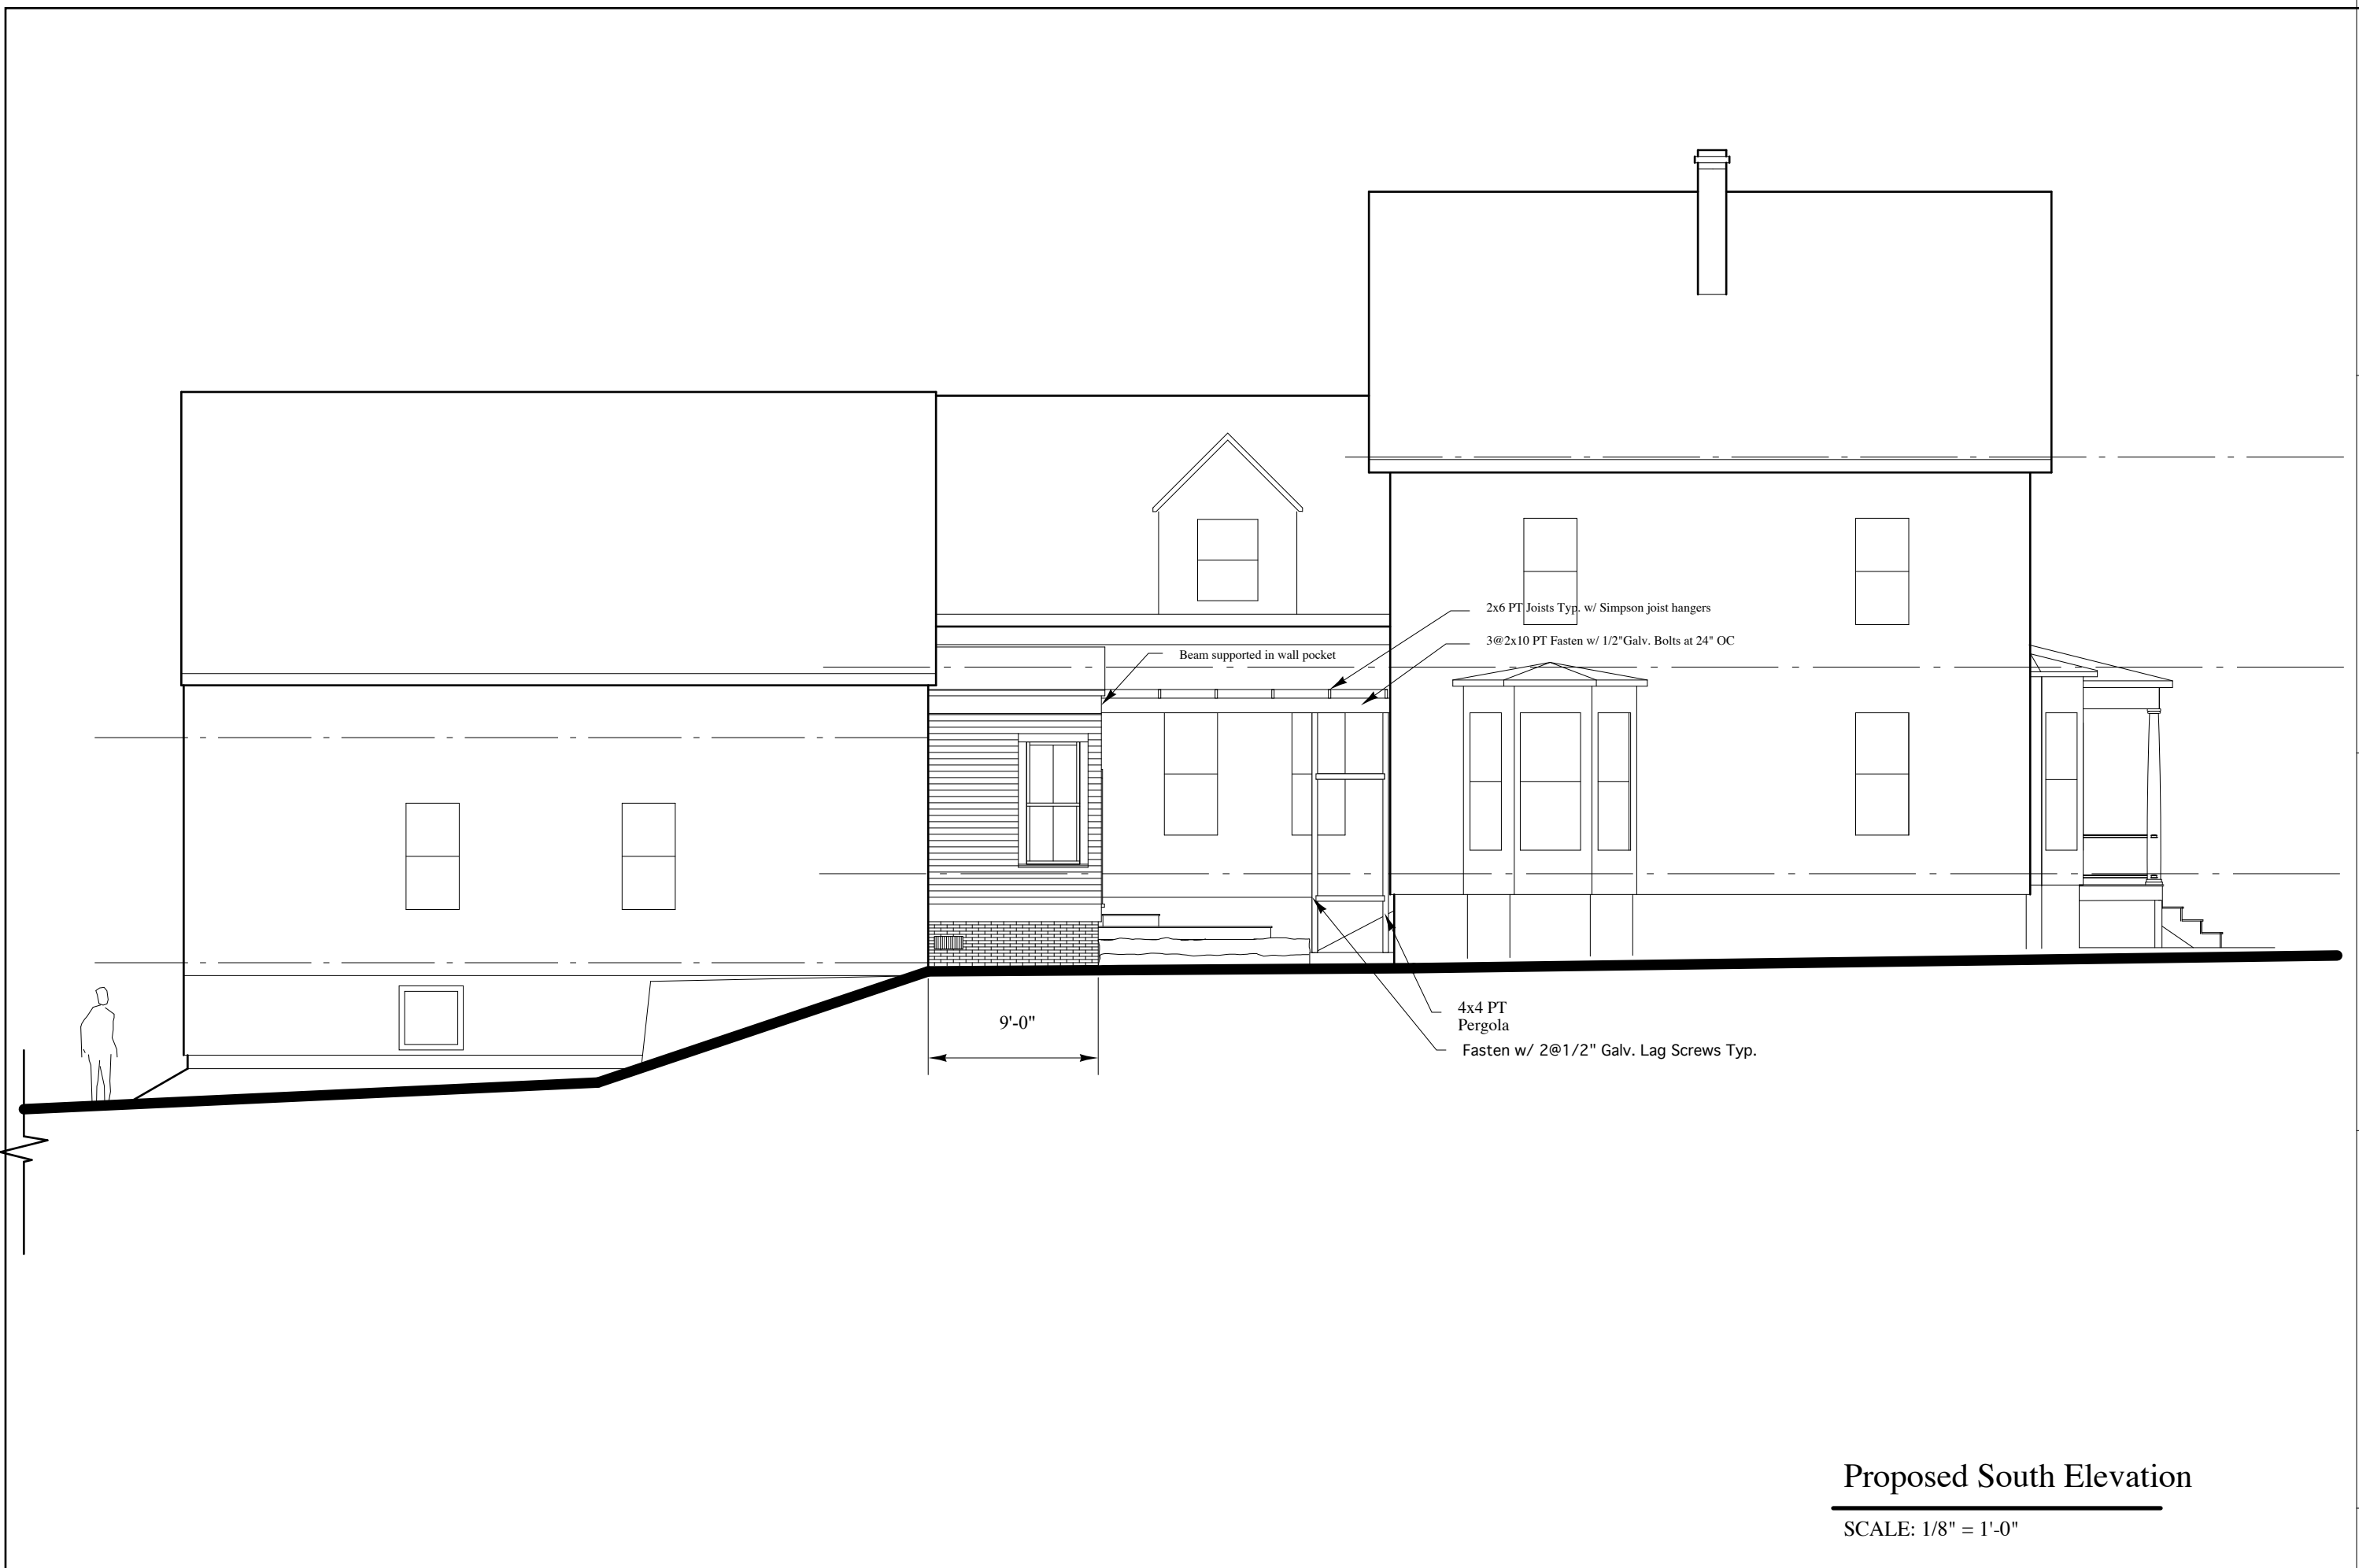 2x6 PT Joists Typ. w/ Simpson joist hangers
3@2x10 PT Fasten w/ 1/2"Galv. Bolts at 24" OC
Beam supported in wall pocket
9'-0"
4x4 PT
Pergola
Fasten w/ 2@1/2" Galv. Lag Screws Typ.
Proposed South Elevation
SCALE: 1/8" = 1'-0"